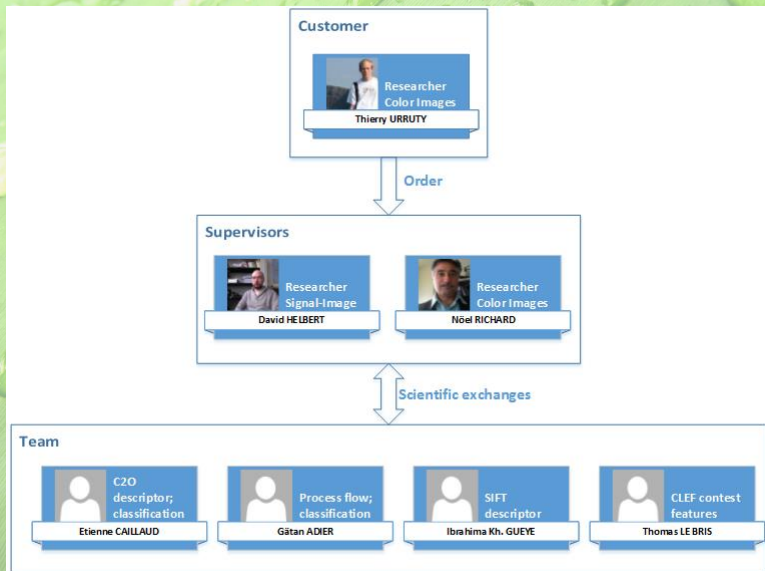 Customer
Researcher
Color Images
Thierry URRUTY
Order
Supervisors
Researcher
Signal-Image
David HELBERT
Researcher
Color Images
Nöel RICHARD
Scientific exchanges
Team
C2O
descriptor;
classification
Etienne CAILLAUD
Process flow;
classification
Gätan ADIER
SIFT
descriptor
Ibrahima Kh. GUEYE
CLEF contest
features
Thomas LE BRIS